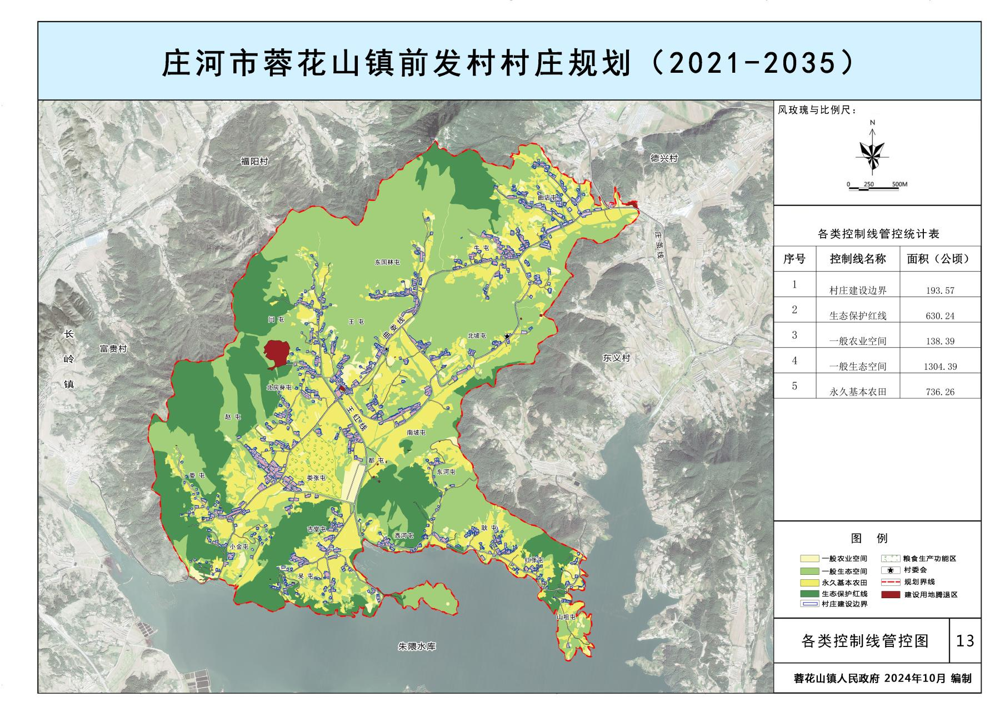 庄河市蓉花山镇前发村村庄规划（2021-2035）
风玫瑰与比例尺：
N
0 250 500M
各类控制线管控统计表
序号 控制线名称 面积（公顷）
1 村庄建设边界 193.57
2 生态保护红线 630.24
3 一般农业空间 138.39
4 一般生态空间 1304.39
5 永久基本农田 736.26
图 例
一般农业空间 粮食生产功能区
一般生态空间 村委会
永久基本农田 规划界线
生态保护红线 建设用地腾退区
村庄建设边界
各类控制线管控图 13
蓉花山镇人民政府 2024年10月 编制
福阳村
德兴村
曲店屯
庄茧线
牛 屯
东国林屯
闫 屯
王 屯
曲娄线
北坡屯
长岭镇
富贵村
东义村
北房身屯
赵 屯
王红线
南坡屯
都 屯
东河屯
娄 屯
娄张屯
吉堂屯
西河屯
耿 屯
小金屯
红张屯
吴 屯
山咀屯
朱隈水库